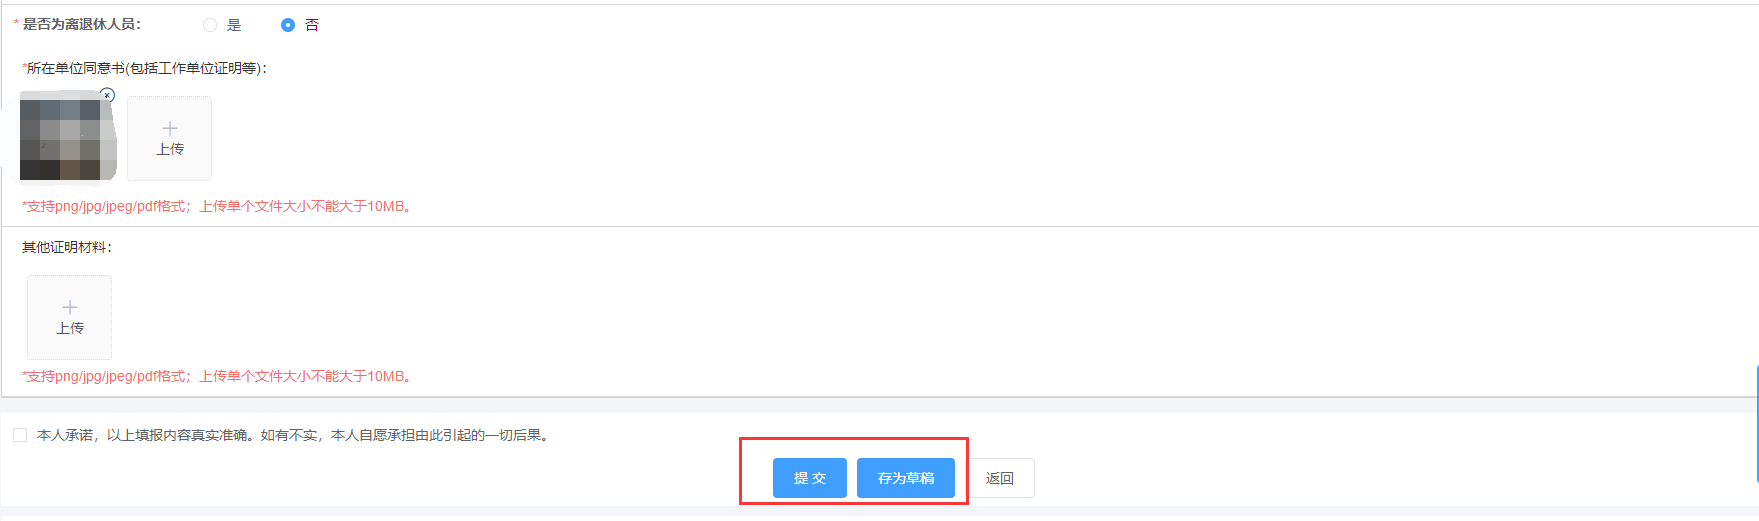 * 是否为离退休人员： 是 否
*所在单位同意书(包括工作单位证明等)：
上传
*支持png/jpg/jpeg/pdf格式；上传单个文件大小不能大于10MB。
其他证明材料：
上传
*支持png/jpg/jpeg/pdf格式；上传单个文件大小不能大于10MB。
本人承诺，以上填报内容真实准确。如有不实，本人自愿承担由此引起的一切后果。
提 交 存为草稿 返回